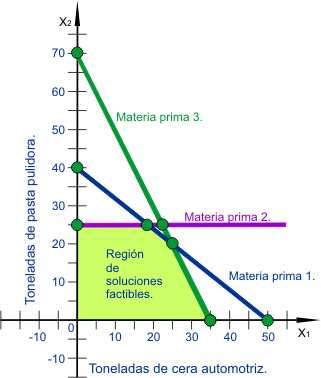 X₂
70
60
50
40
20
10
0
-10
-10
10
20
30
40
50
X₁
Materia prima 3.
Materia prima 2.
Materia prima 1.
Región
de
soluciones
factibles.
Toneladas de pasta pulidora.
Toneladas de cera automotriz.